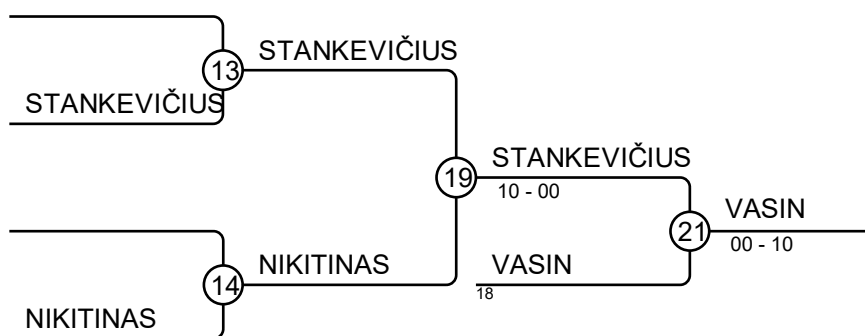 STANKEVIČIUS
13
STANKEVIČIUS
STANKEVIČIUS
19
10 - 00
VASIN
21
00 - 10
NIKITINAS
VASIN
14
18
NIKITINAS